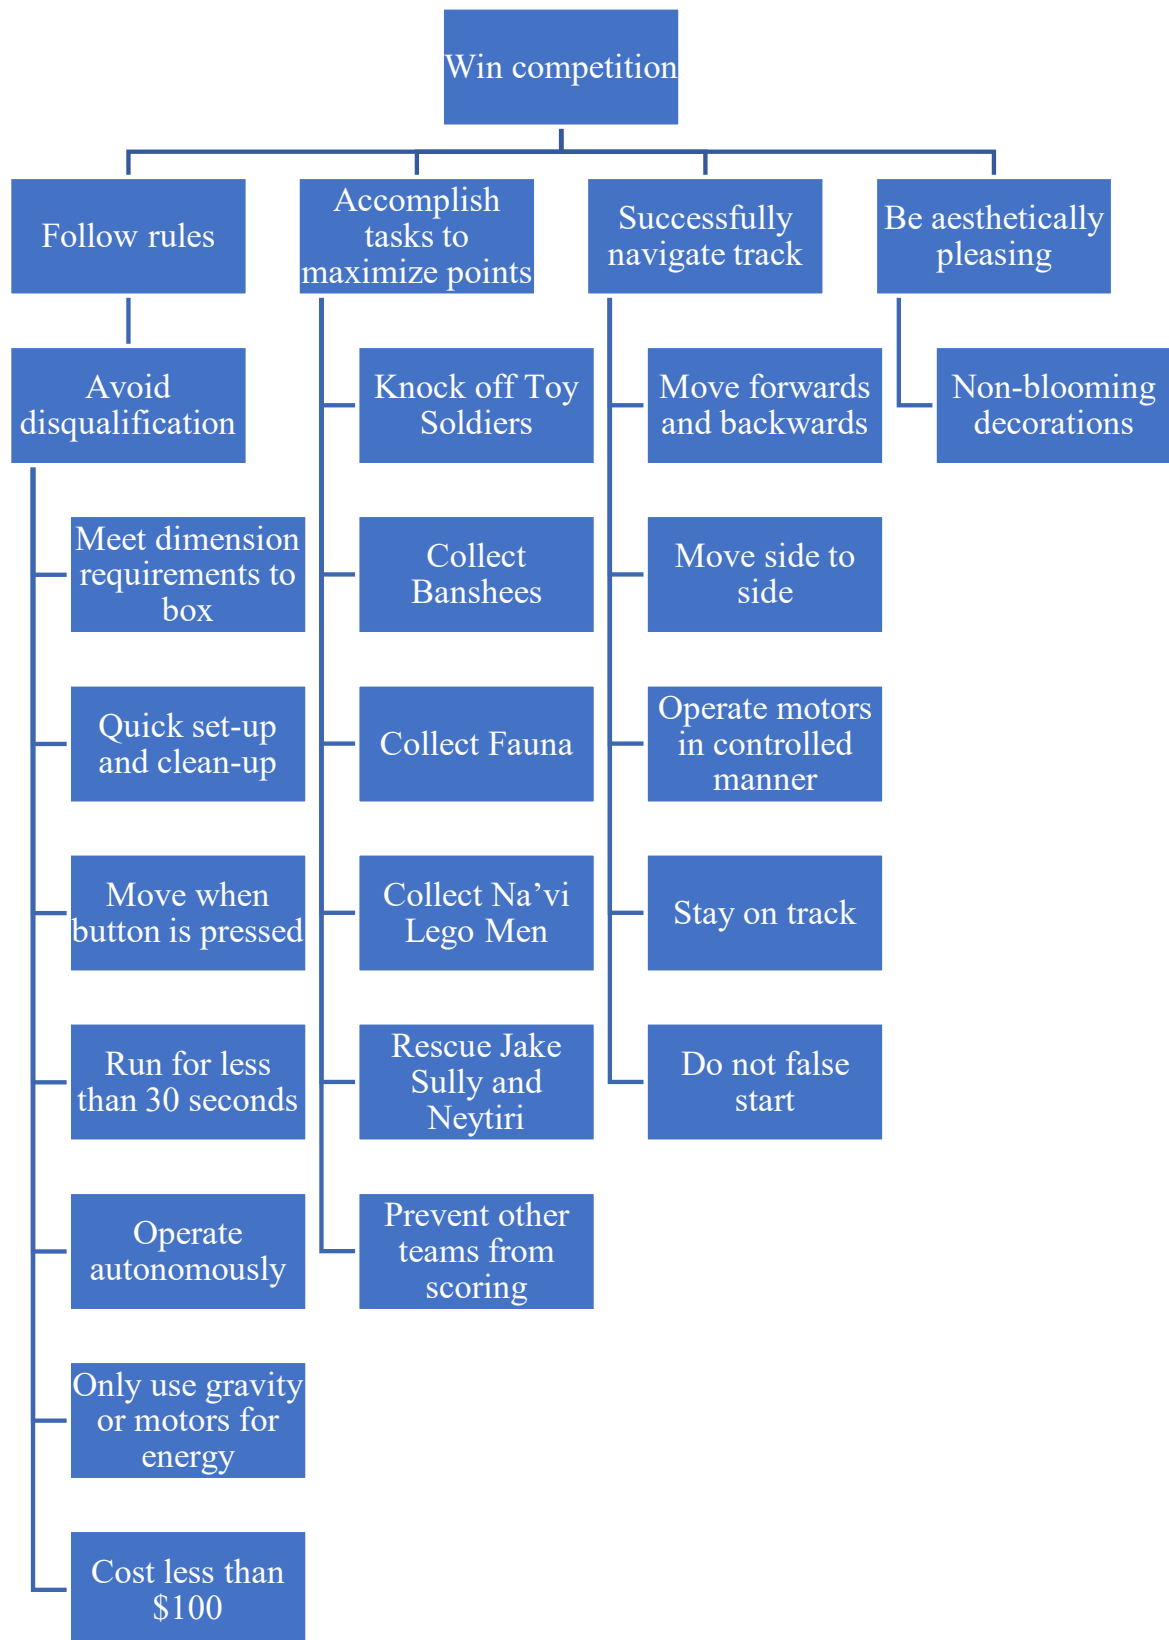 Win competition
Follow rules
Avoid
disqualification
Meet dimension
requirements to
box
Quick set-up
and clean-up
Move when
button is pressed
Run for less
than 30 seconds
Operate
autonomously
Only use gravity
or motors for
energy
Cost less than
$100
Accomplish
tasks to
maximize points
Knock off Toy
Soldiers
Collect
Banshees
Collect Fauna
Collect Na’vi
Lego Men
Rescue Jake
Sully and
Neytiri
Prevent other
teams from
scoring
Successfully
navigate track
Move forwards
and backwards
Move side to
side
Operate motors
in controlled
manner
Stay on track
Do not false
start
Be aesthetically
pleasing
Non-blooming
decorations